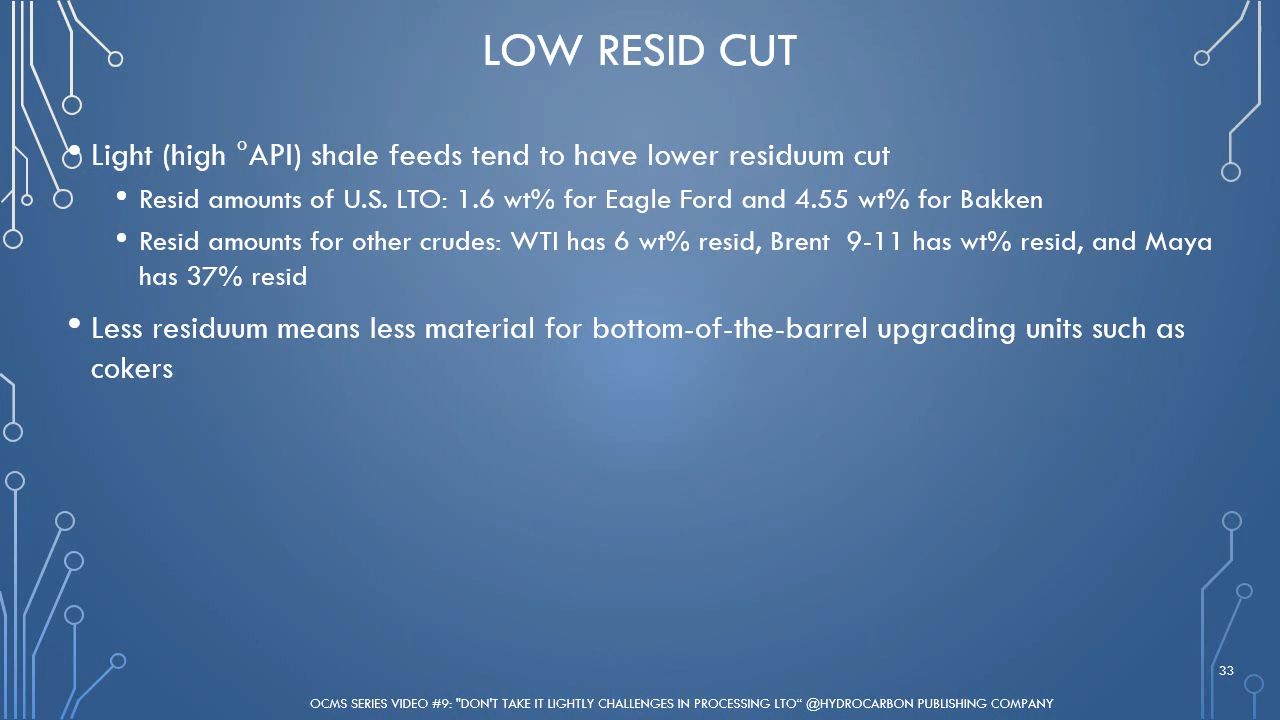 LOW RESID CUT
• Light (high °API) shale feeds tend to have lower residuum cut
• Resid amounts of U.S. LTO: 1.6 wt% for Eagle Ford and 4.55 wt% for Bakken
• Resid amounts for other crudes: WTI has 6 wt% resid, Brent  9-11 has wt% resid, and Maya
has 37% resid
• Less residuum means less material for bottom-of-the-barrel upgrading units such as
cokers
33
OCMS SERIES VIDEO #9: "DON'T TAKE IT LIGHTLY CHALLENGES IN PROCESSING LTO" @HYDROCARBON PUBLISHING COMPANY